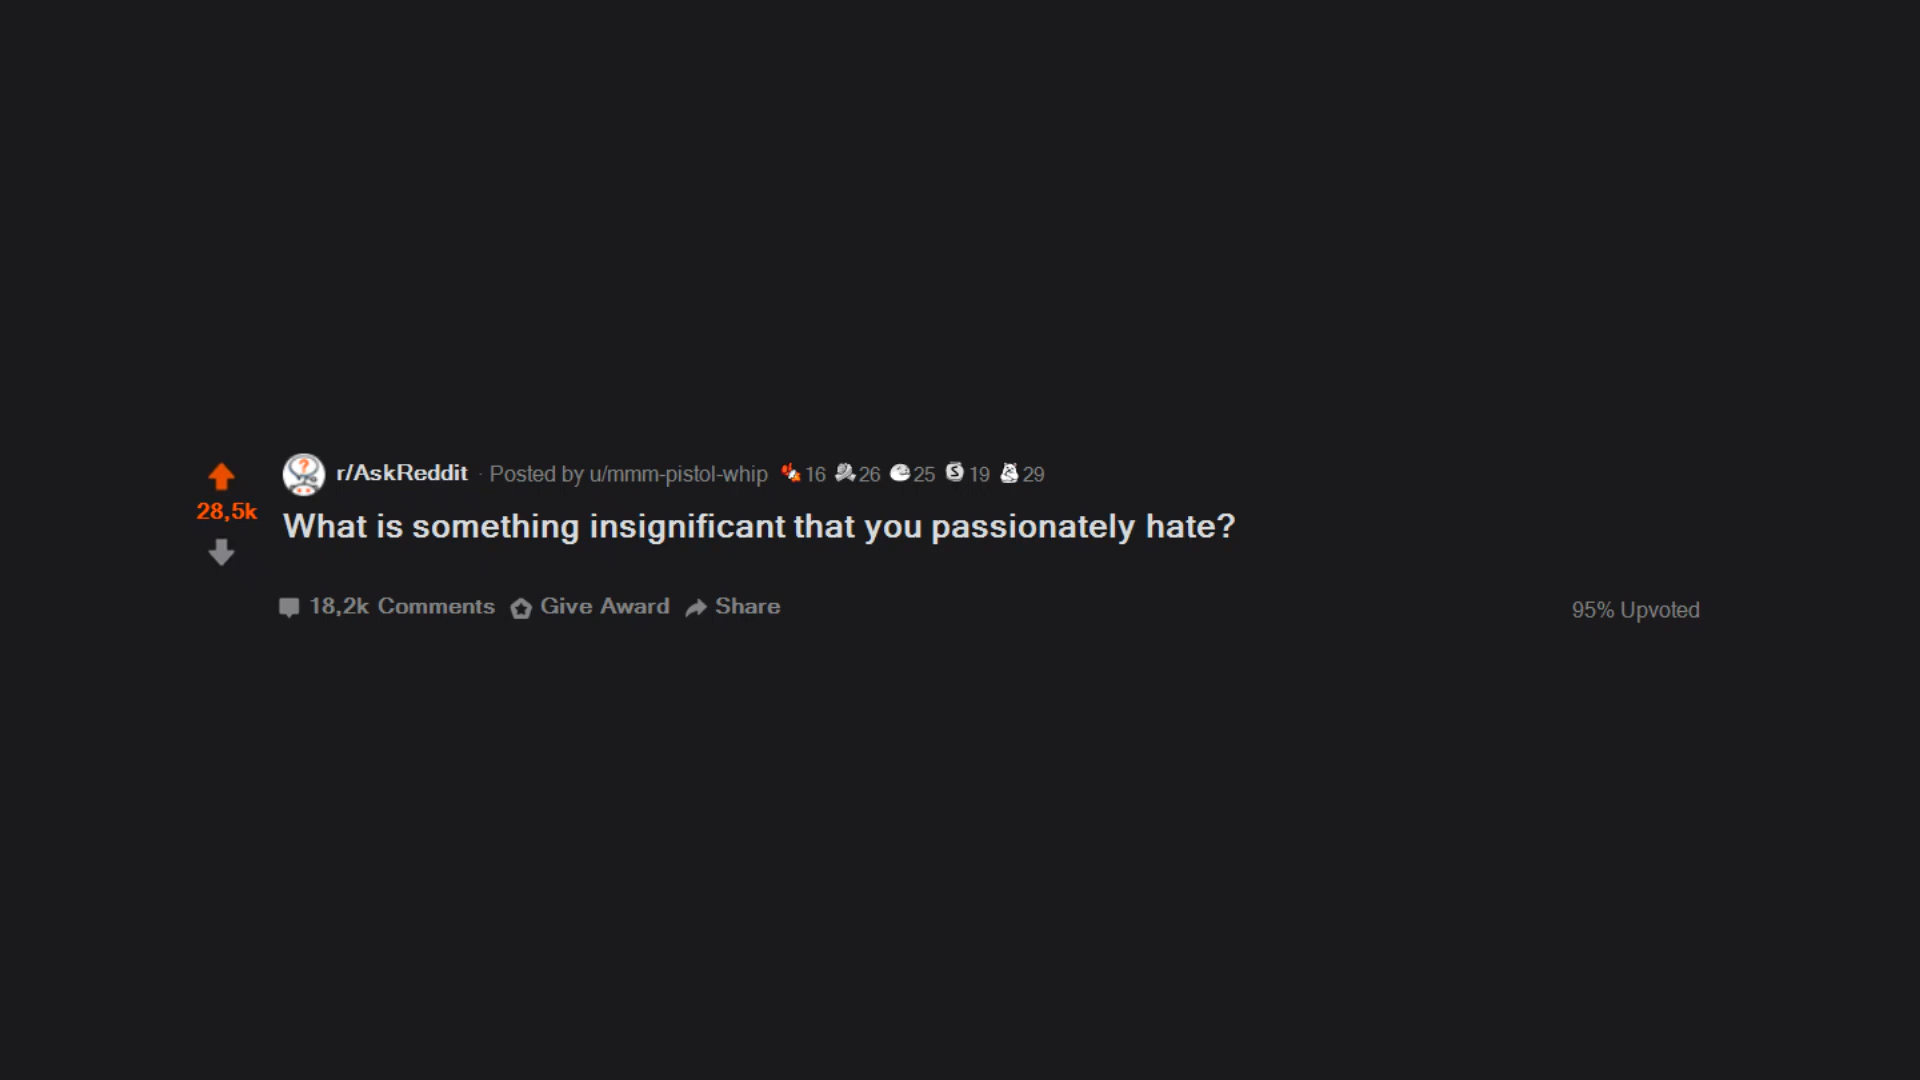 r/AskReddit · Posted by u/mmm-pistol-whip 16 26 25 S 19 29
28,5k
What is something insignificant that you passionately hate?
18,2k Comments Give Award Share
95% Upvoted